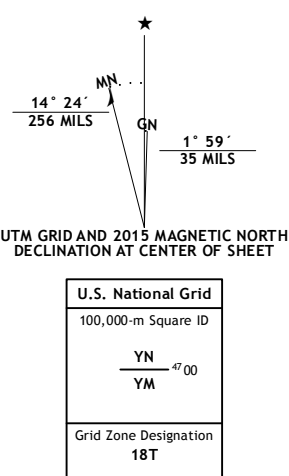 ★
MN
14° 24´
256 MILS
GN
1° 59´
35 MILS
UTM GRID AND 2015 MAGNETIC NORTH
DECLINATION AT CENTER OF SHEET
U.S. National Grid
100,000-m Square ID
YN
47 00
YM
Grid Zone Designation
18T